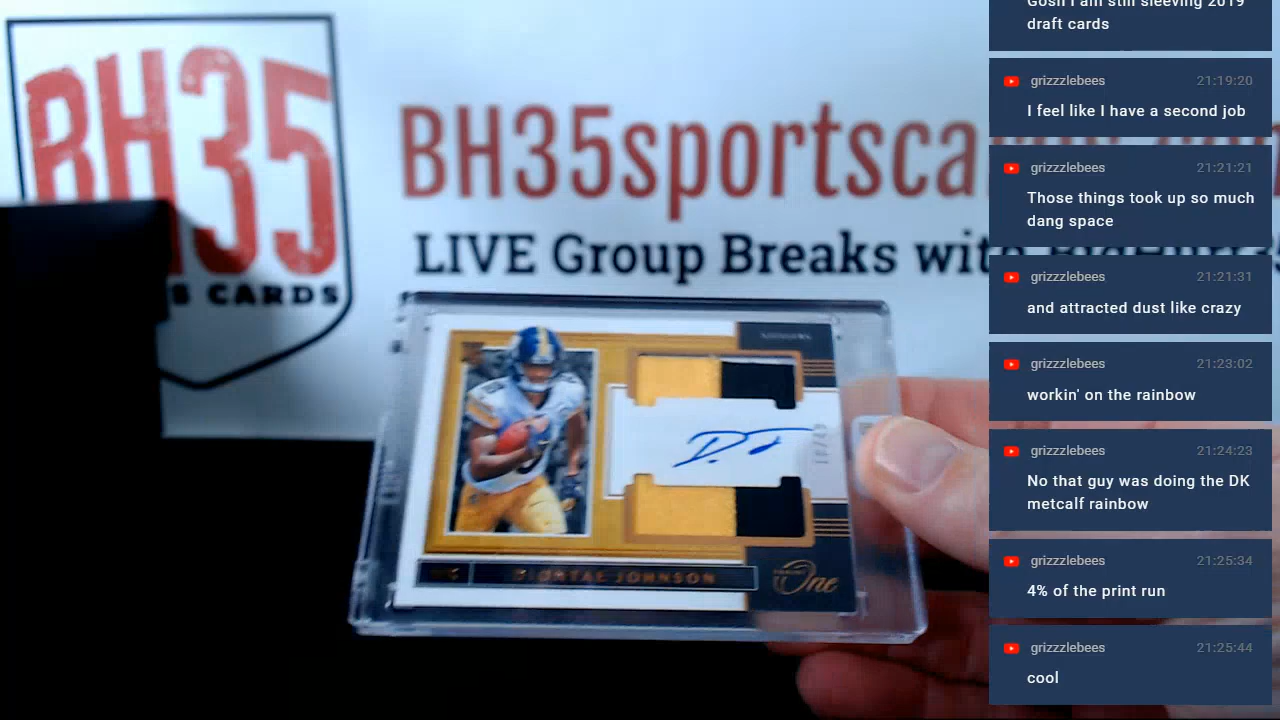 BH35
S CARDS
BH35sportsca
LIVE Group Breaks with
DIONTAE JOHNSON
PANINI
One
Gosh I am still sleeving 2019
draft cards
grizzzlebees 21:19:20
I feel like I have a second job
grizzzlebees 21:21:21
Those things took up so much
dang space
grizzzlebees 21:21:31
and attracted dust like crazy
grizzzlebees 21:23:02
workin' on the rainbow
grizzzlebees 21:24:23
No that guy was doing the DK
metcalf rainbow
grizzzlebees 21:25:34
4% of the print run
grizzzlebees 21:25:44
cool